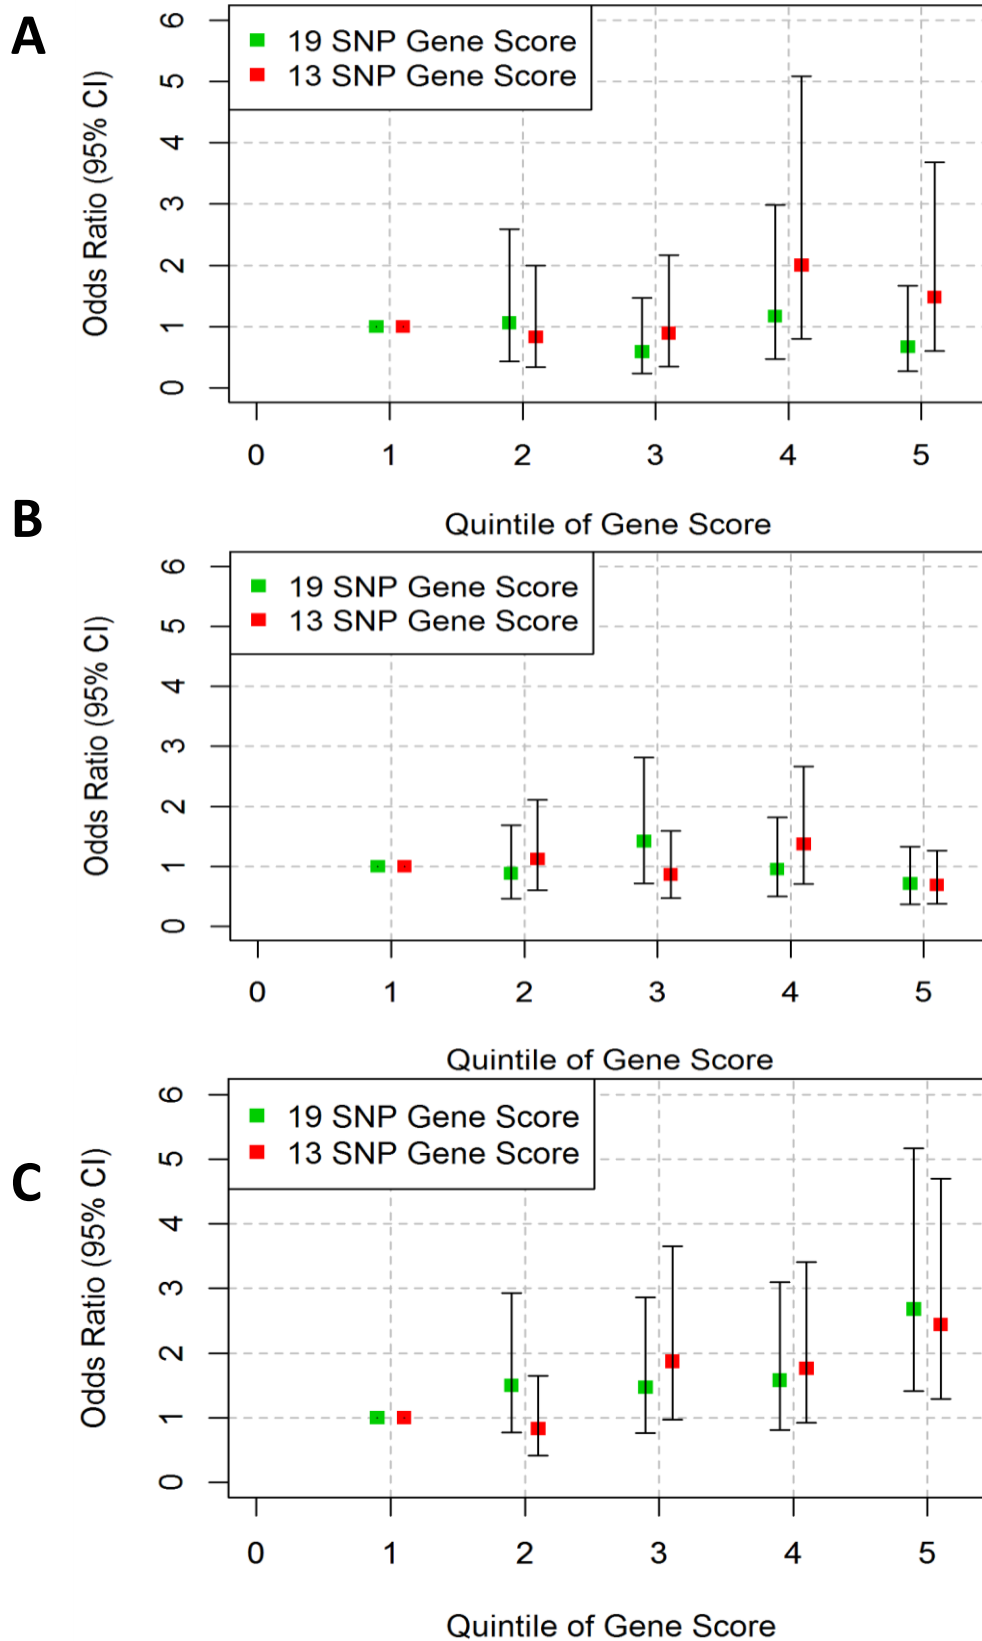 A
19 SNP Gene Score
13 SNP Gene Score
Odds Ratio (95% CI)
6
5
4
3
2
1
0
0 1 2 3 4 5
Quintile of Gene Score
B
19 SNP Gene Score
13 SNP Gene Score
Odds Ratio (95% CI)
6
5
4
3
2
1
0
0 1 2 3 4 5
Quintile of Gene Score
C
19 SNP Gene Score
13 SNP Gene Score
Odds Ratio (95% CI)
6
5
4
3
2
1
0
0 1 2 3 4 5
Quintile of Gene Score